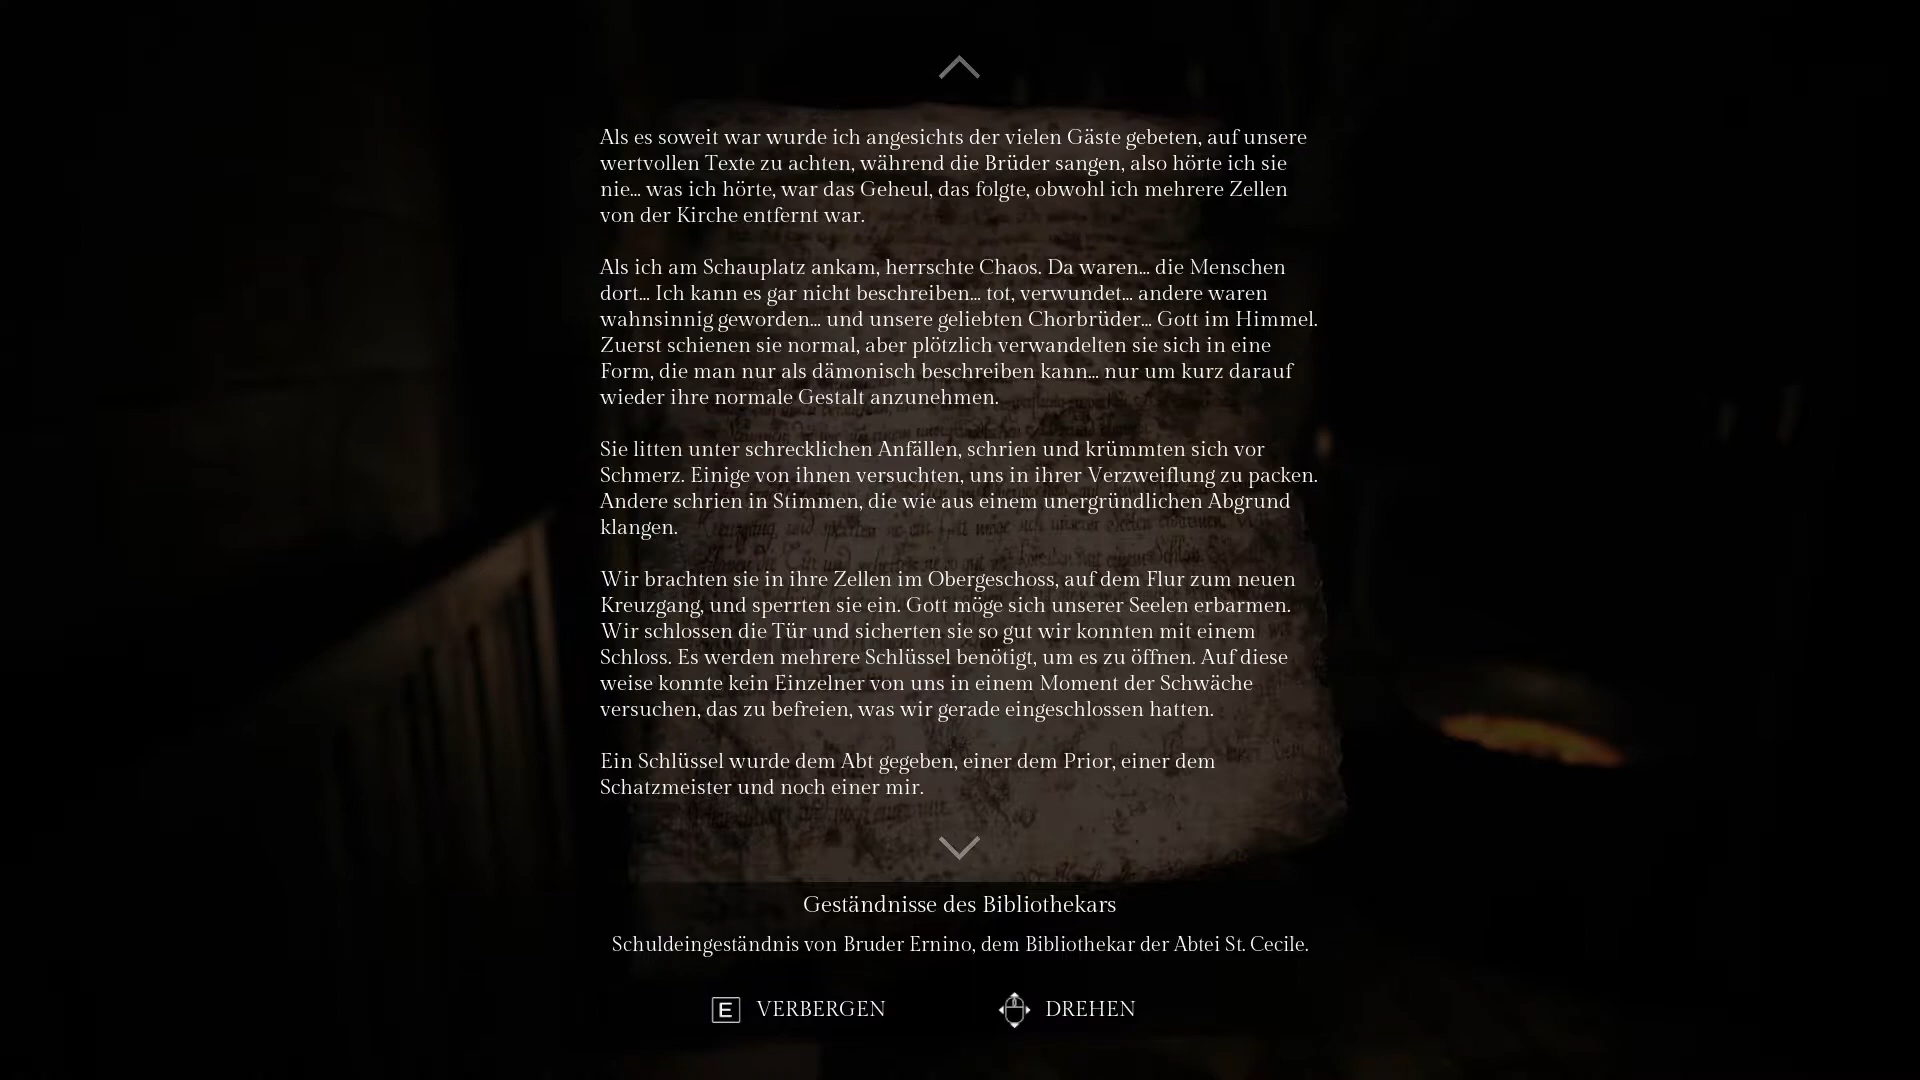 Als es soweit war wurde ich angesichts der vielen Gäste gebeten, auf unsere
wertvollen Texte zu achten, während die Brüder sangen, also hörte ich sie
nie... was ich hörte, war das Geheul, das folgte, obwohl ich mehrere Zellen
von der Kirche entfernt war.

Als ich am Schauplatz ankam, herrschte Chaos. Da waren... die Menschen
dort... Ich kann es gar nicht beschreiben... tot, verwundet... andere waren
wahnsinnig geworden... und unsere geliebten Chorbrüder... Gott im Himmel.
Zuerst schienen sie normal, aber plötzlich verwandelten sie sich in eine
Form, die man nur als dämonisch beschreiben kann... nur um kurz darauf
wieder ihre normale Gestalt anzunehmen.

Sie litten unter schrecklichen Anfällen, schrien und krümmten sich vor
Schmerz. Einige von ihnen versuchten, uns in ihrer Verzweiflung zu packen.
Andere schrien in Stimmen, die wie aus einem unergründlichen Abgrund
klangen.

Wir brachten sie in ihre Zellen im Obergeschoss, auf dem Flur zum neuen
Kreuzgang, und sperrten sie ein. Gott möge sich unserer Seelen erbarmen.
Wir schlossen die Tür und sicherten sie so gut wir konnten mit einem
Schloss. Es werden mehrere Schlüssel benötigt, um es zu öffnen. Auf diese
weise konnte kein Einzelner von uns in einem Moment der Schwäche
versuchen, das zu befreien, was wir gerade eingeschlossen hatten.

Ein Schlüssel wurde dem Abt gegeben, einer dem Prior, einer dem
Schatzmeister und noch einer mir.

Geständnisse des Bibliothekars
Schuldeingeständnis von Bruder Ernino, dem Bibliothekar der Abtei St. Cecile.
E VERBERGEN DREHEN